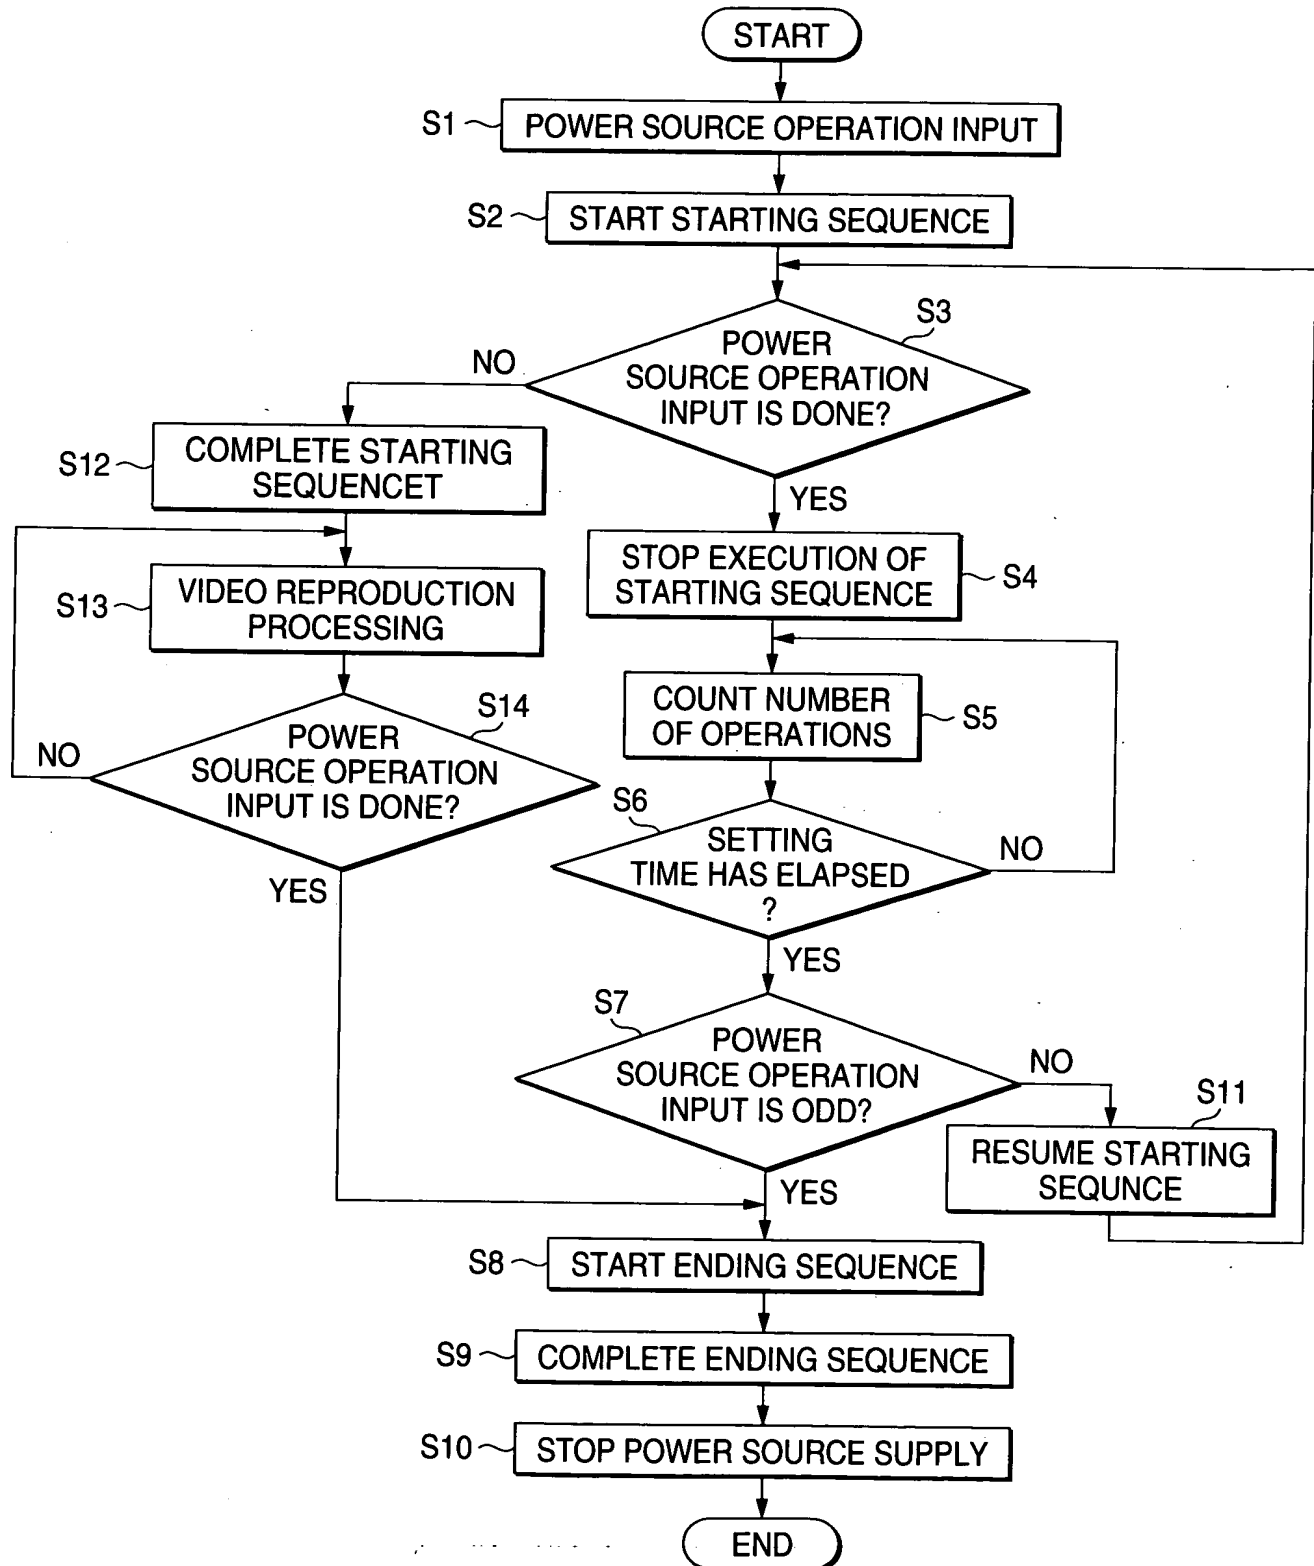 START
S1
POWER SOURCE OPERATION INPUT
S2
START STARTING SEQUENCE
S3
POWER
SOURCE OPERATION
INPUT IS DONE?
NO
YES
S12
COMPLETE STARTING
SEQUENCET
STOP EXECUTION OF
STARTING SEQUENCE
S4
S13
VIDEO REPRODUCTION
PROCESSING
COUNT NUMBER
OF OPERATIONS
S5
S14
POWER
SOURCE OPERATION
INPUT IS DONE?
NO
YES
S6
SETTING
TIME HAS ELAPSED
?
NO
YES
S7
POWER
SOURCE OPERATION
INPUT IS ODD?
NO
YES
S11
RESUME STARTING
SEQUNCE
S8
START ENDING SEQUENCE
S9
COMPLETE ENDING SEQUENCE
S10
STOP POWER SOURCE SUPPLY
END